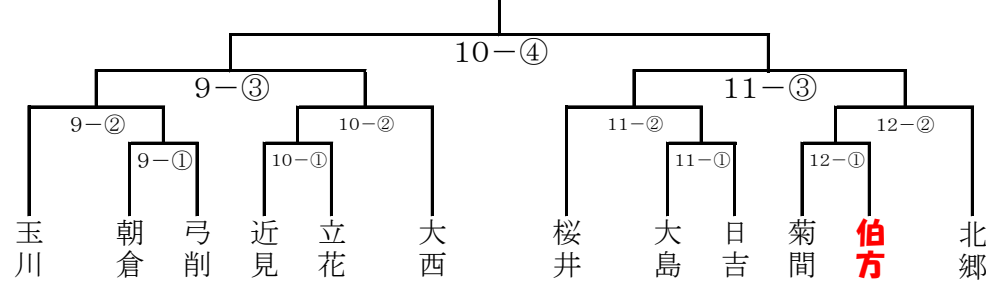 10-④
9-③
11-③
9-②
10-②
11-②
12-②
9-①
10-①
11-①
12-①
玉川
朝倉
弓削
近見
立花
大西
桜井
大島
日吉
菊間
伯方
北郷